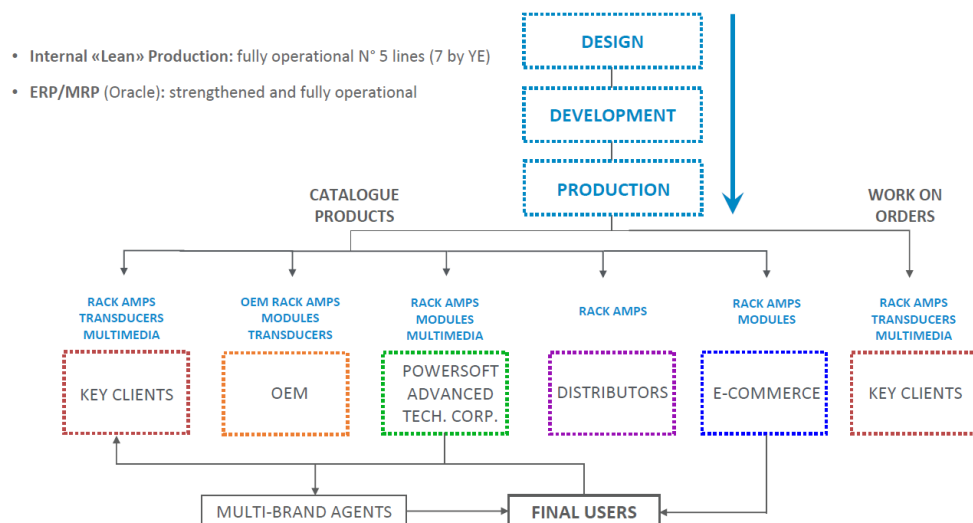 DESIGN
• Internal «Lean» Production: fully operational N° 5 lines (7 by YE)
• ERP/MRP (Oracle): strengthened and fully operational
DEVELOPMENT
PRODUCTION
CATALOGUE
PRODUCTS
WORK ON
ORDERS
RACK AMPS
TRANSDUCERS
MULTIMEDIA
OEM RACK AMPS
MODULES
TRANSDUCERS
RACK AMPS
MODULES
MULTIMEDIA
RACK AMPS
RACK AMPS
MODULES
RACK AMPS
TRANSDUCERS
MULTIMEDIA
KEY CLIENTS
OEM
POWERSOFT
ADVANCED
TECH. CORP.
DISTRIBUTORS
E-COMMERCE
KEY CLIENTS
MULTI-BRAND AGENTS
FINAL USERS